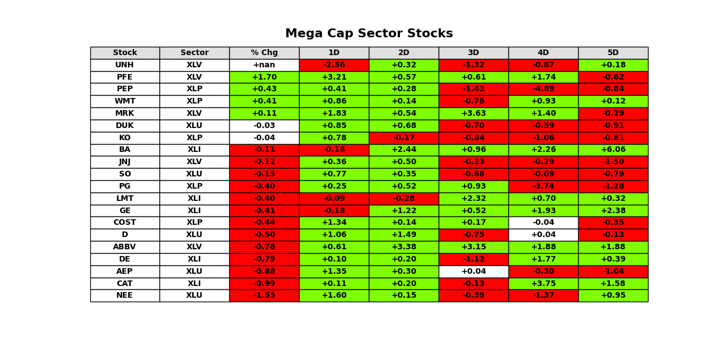 Mega Cap Sector Stocks
Stock Sector % Chg 1D 2D 3D 4D 5D
UNH XLV +nan -2.56 +0.32 -1.32 -0.87 +0.18
PFE XLV +1.70 +3.21 +0.57 +0.61 +1.74 -0.62
PEP XLP +0.43 +0.41 +0.28 -1.43 -4.89 -0.84
WMT XLP +0.41 +0.86 +0.14 -0.78 +0.93 +0.12
MRK XLV +0.11 +1.83 +0.54 +3.63 +1.40 -0.29
DUK XLU -0.03 +0.85 +0.68 -0.70 -0.59 -0.91
KO XLP -0.04 +0.78 -0.17 -0.84 -1.06 -0.61
BA XLI -0.11 -0.16 +2.44 +0.96 +2.26 +6.06
JNJ XLV -0.12 +0.36 +0.50 -0.23 -0.29 -1.50
SO XLU -0.15 +0.77 +0.35 -0.68 -0.09 -0.79
PG XLP -0.40 +0.25 +0.52 +0.93 -3.74 -1.28
LMT XLI -0.40 -0.09 -0.28 +2.32 +0.70 +0.32
GE XLI -0.41 -0.18 +1.22 +0.52 +1.93 +2.38
COST XLP -0.44 +1.34 +0.14 +0.17 -0.04 -0.35
D XLU -0.50 +1.06 +1.49 -0.75 +0.04 -0.13
ABBV XLV -0.78 +0.61 +3.38 +3.15 +1.88 +1.88
DE XLI -0.79 +0.10 +0.20 -1.12 +1.77 +0.39
AEP XLU -0.88 +1.35 +0.30 +0.04 -0.30 -1.04
CAT XLI -0.99 +0.11 +0.20 -0.13 +3.75 +1.58
NEE XLU -1.55 +1.60 +0.15 -0.39 -1.37 +0.95